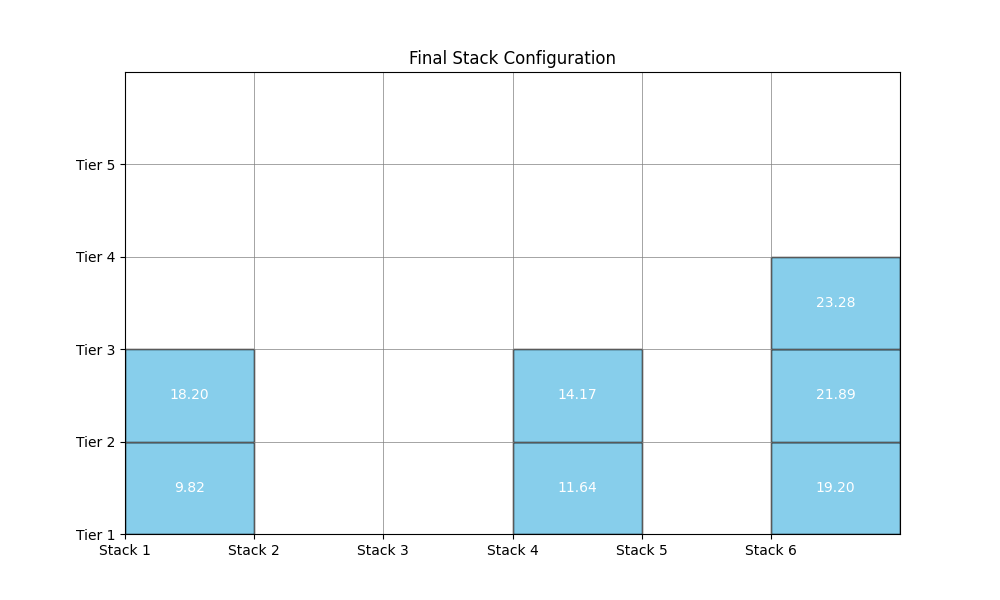 Final Stack Configuration
Tier 5
Tier 4
23.28
Tier 3
18.20
14.17
21.89
Tier 2
9.82
11.64
19.20
Tier 1
Stack 1 Stack 2 Stack 3 Stack 4 Stack 5 Stack 6